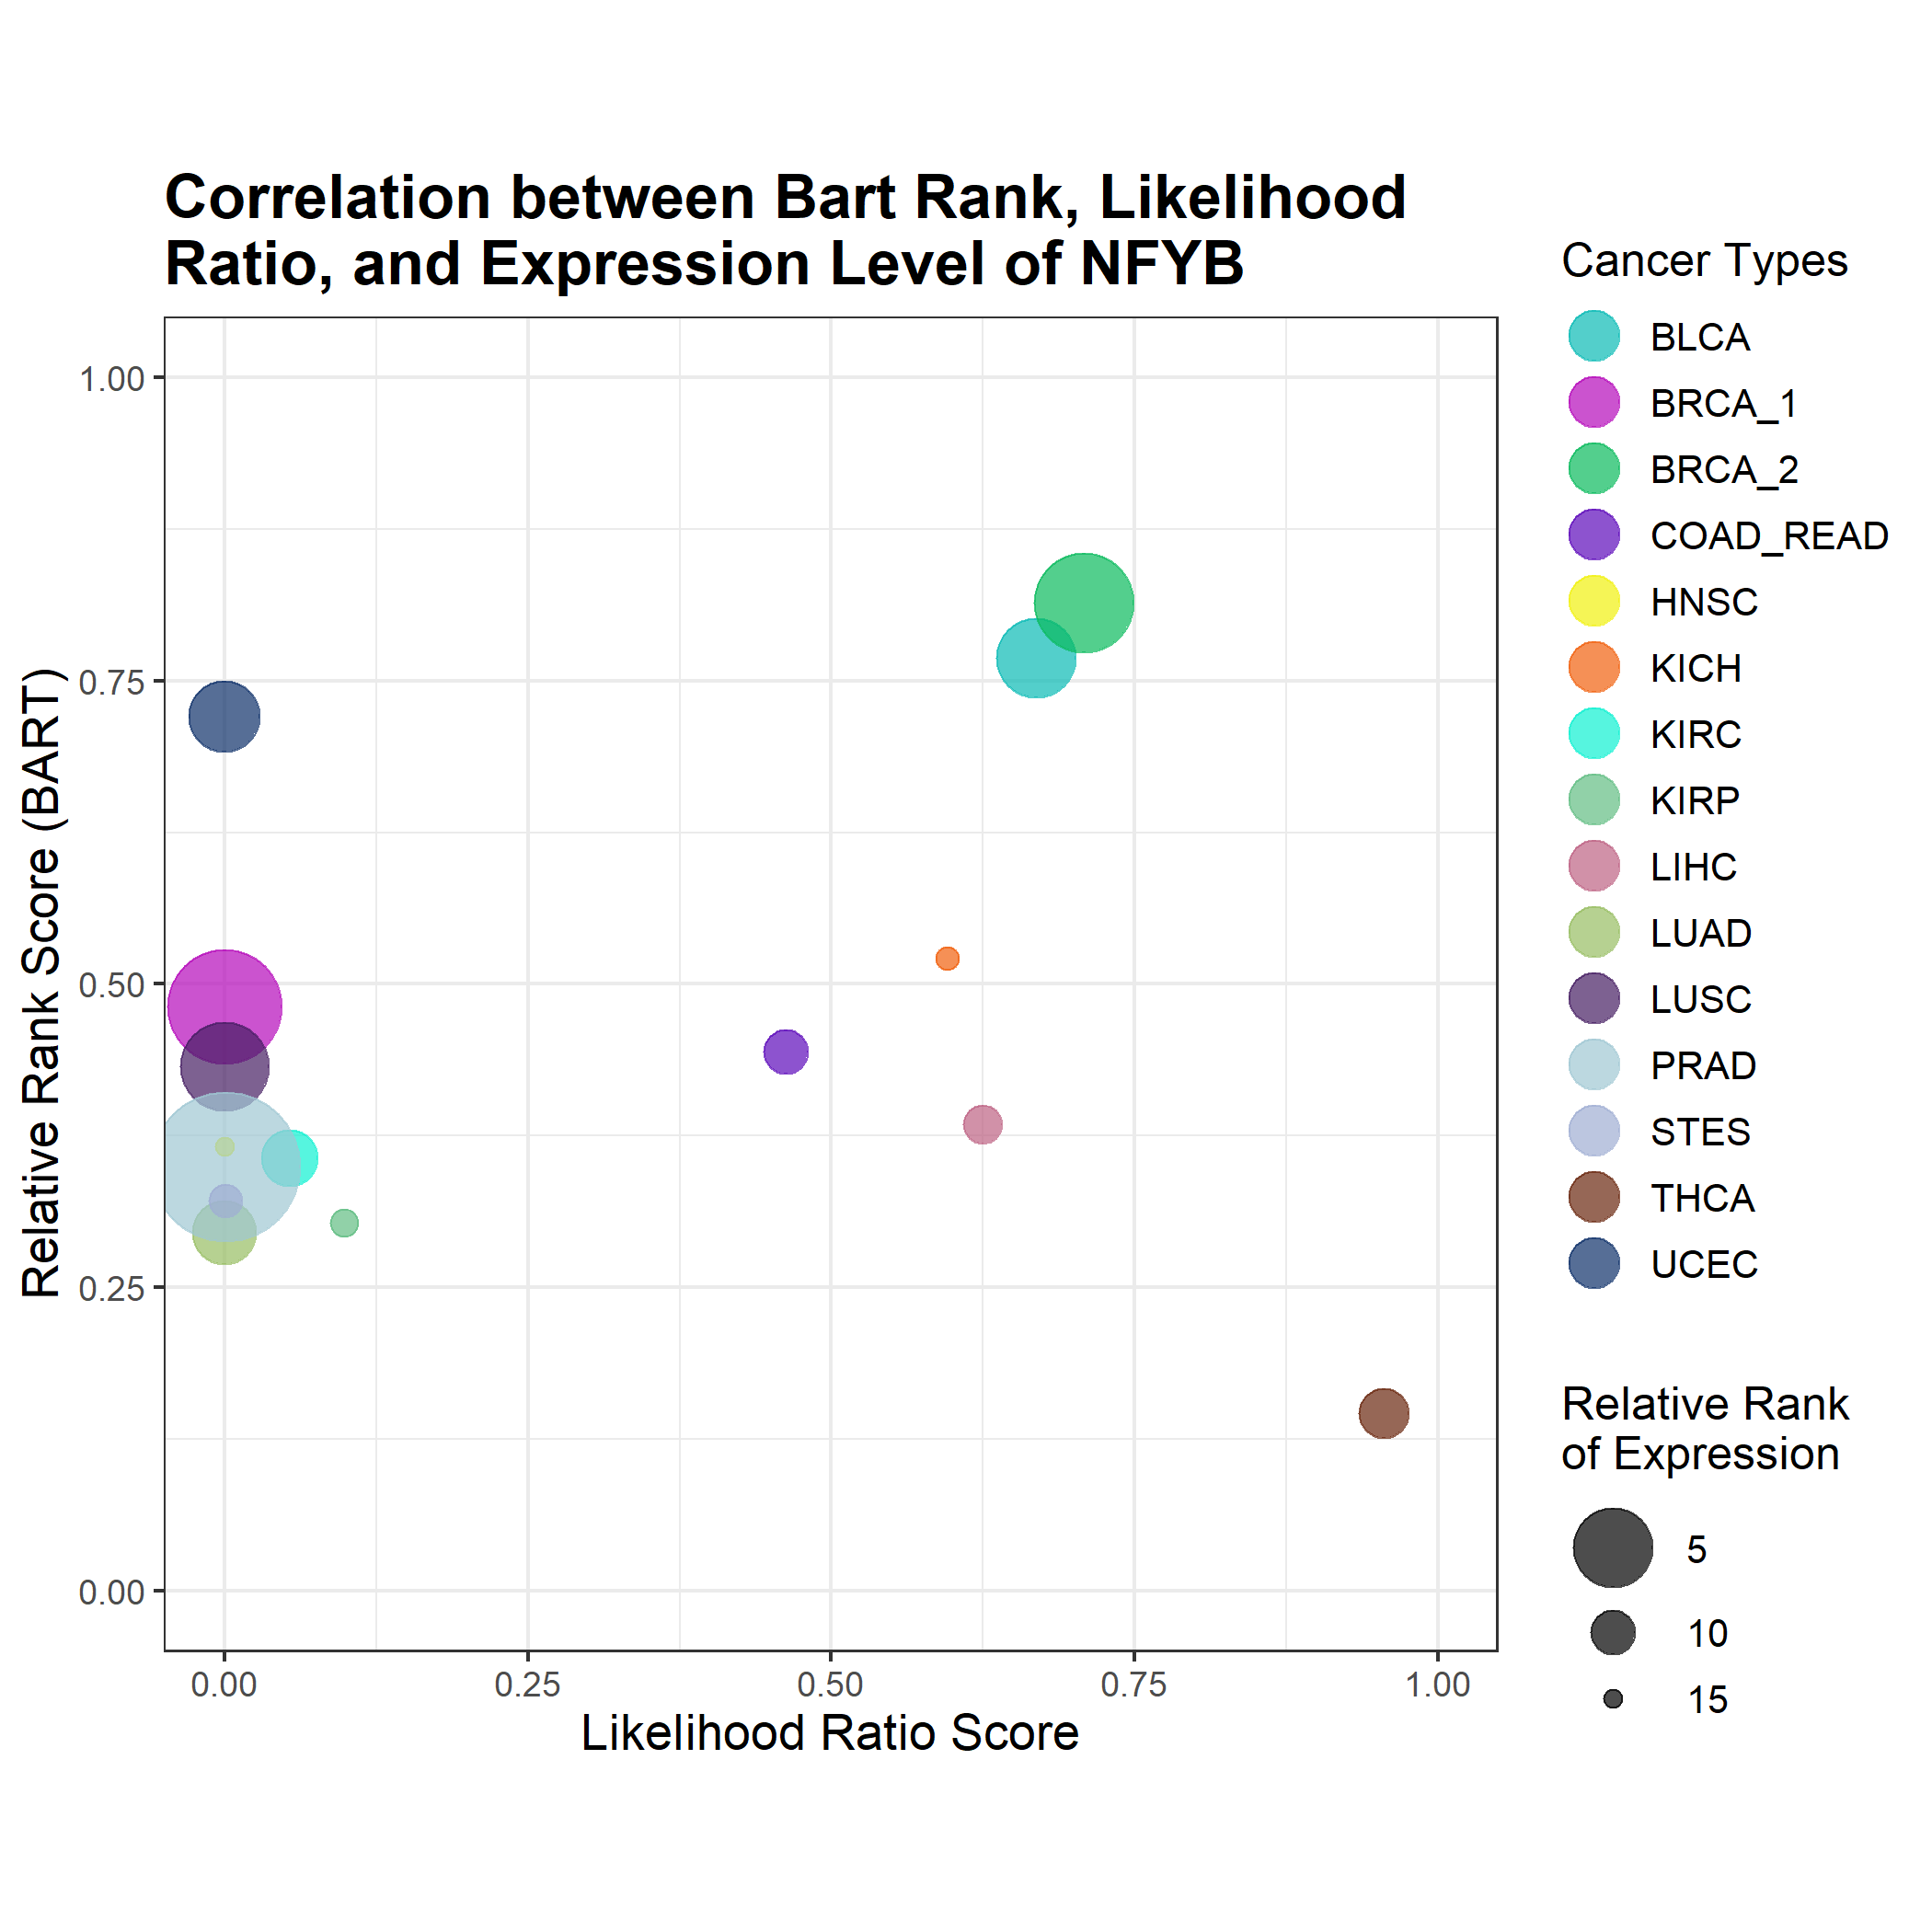 Correlation between Bart Rank, Likelihood
Ratio, and Expression Level of NFYB
Relative Rank Score (BART)
1.00
0.75
0.50
0.25
0.00
0.00 0.25 0.50 0.75 1.00
Likelihood Ratio Score
Cancer Types
BLCA
BRCA_1
BRCA_2
COAD_READ
HNSC
KICH
KIRC
KIRP
LIHC
LUAD
LUSC
PRAD
STES
THCA
UCEC
Relative Rank
of Expression
5
10
15